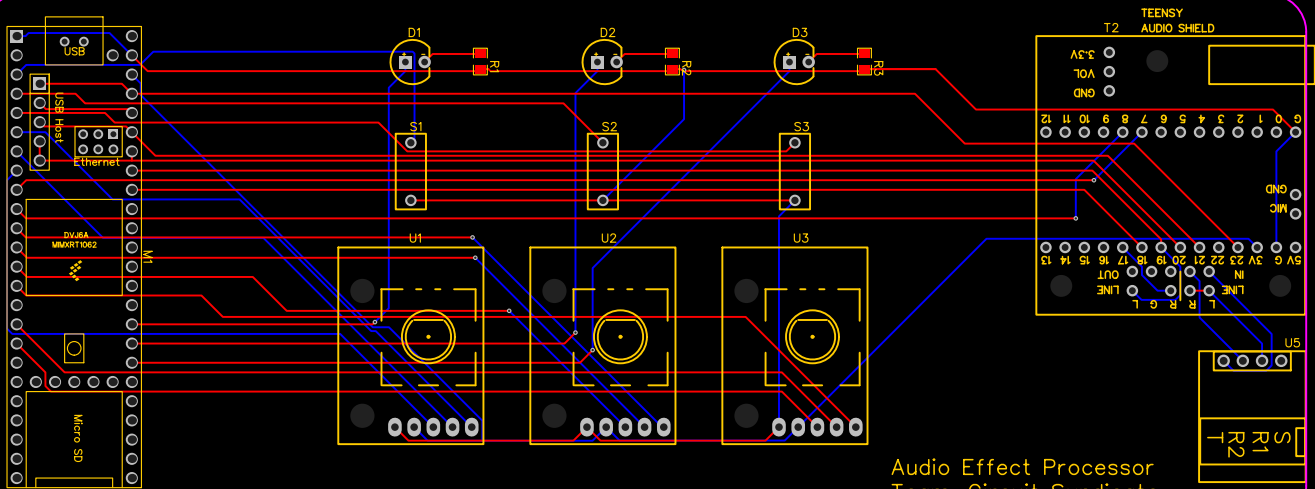 TEENSY
T2 AUDIO SHIELD
D1
D2
D3
USB
+ -
+ -
+ -
R1
R2
R3
3.3V
VOL
GND
USB Host
12 11 10 9 8 7 6 5 4 3 2 1 0 G
S1
S2
S3
Ethernet
GND
MIC
DVJ6A
MIMXRT1062
M1
U1
U2
U3
13 14 15 16 17 18 19 20 21 22 23 3V G 5V
OUT
IN
LINE
LINE
L G R R L
U5
Micro SD
T R2 R1 S
Audio Effect Processor
Team: Circuit Syndicate